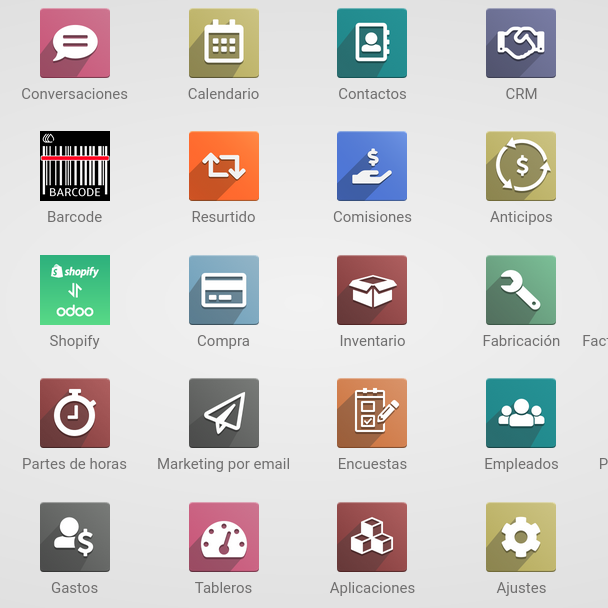 Conversaciones
Calendario
Contactos
CRM
BARCODE
Barcode
Resurtido
Comisiones
Anticipos
shopify
odoo
Shopify
Compra
Inventario
Fabricación
Fact
Partes de horas
Marketing por email
Encuestas
Empleados
P
Gastos
Tableros
Aplicaciones
Ajustes